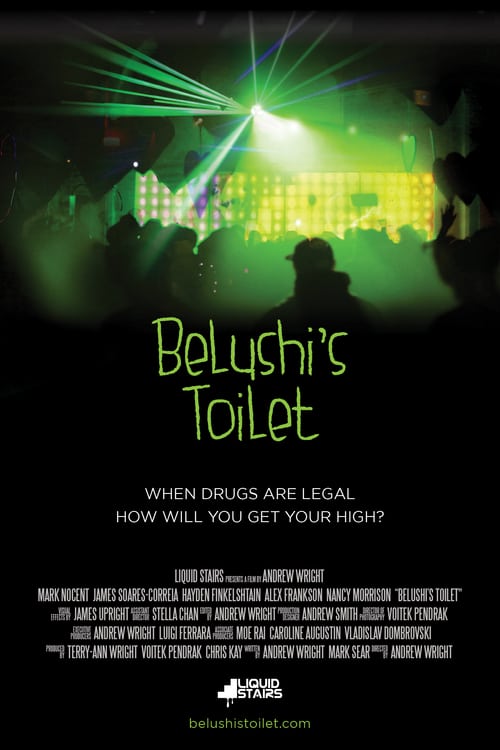 BeLushi's
ToiLet
WHEN DRUGS ARE LEGAL
HOW WILL YOU GET YOUR HIGH?
LIQUID STAIRS PRESENTS A FILM BY ANDREW WRIGHT
MARK NOCENT JAMES SOARES-CORREIA HAYDEN FINKELSHTAIN ALEX FRANKSON NANCY MORRISON "BELUSHI'S TOILET"
VISUAL EFFECTS BY JAMES UPRIGHT ASSISTANT DIRECTOR STELLA CHAN EDITED BY ANDREW WRIGHT PRODUCTION DESIGNER ANDREW SMITH DIRECTOR OF PHOTOGRAPHY VOITEK PENDRAK
EXECUTIVE PRODUCERS ANDREW WRIGHT LUIGI FERRARA ASSOCIATE PRODUCERS MOE RAI CAROLINE AUGUSTIN VLADISLAV DOMBROVSKI
PRODUCED BY TERRY-ANN WRIGHT VOITEK PENDRAK CHRIS KAY WRITTEN BY ANDREW WRIGHT MARK SEAR DIRECTED BY ANDREW WRIGHT
LIQUID
STAIRS
belushistoilet.com